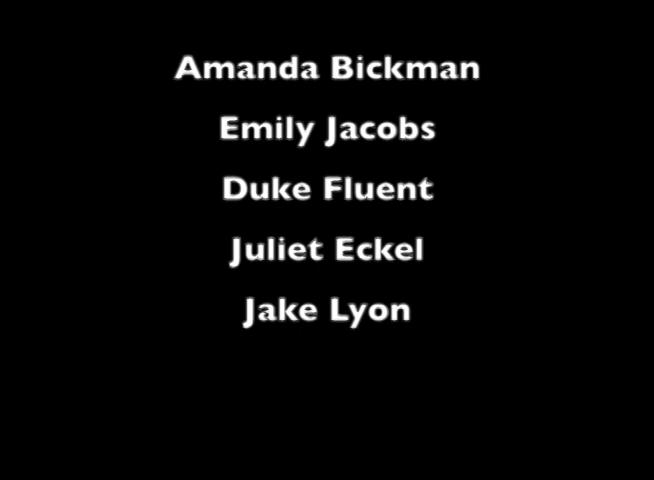 Amanda Bickman
Emily Jacobs
Duke Fluent
Juliet Eckel
Jake Lyon